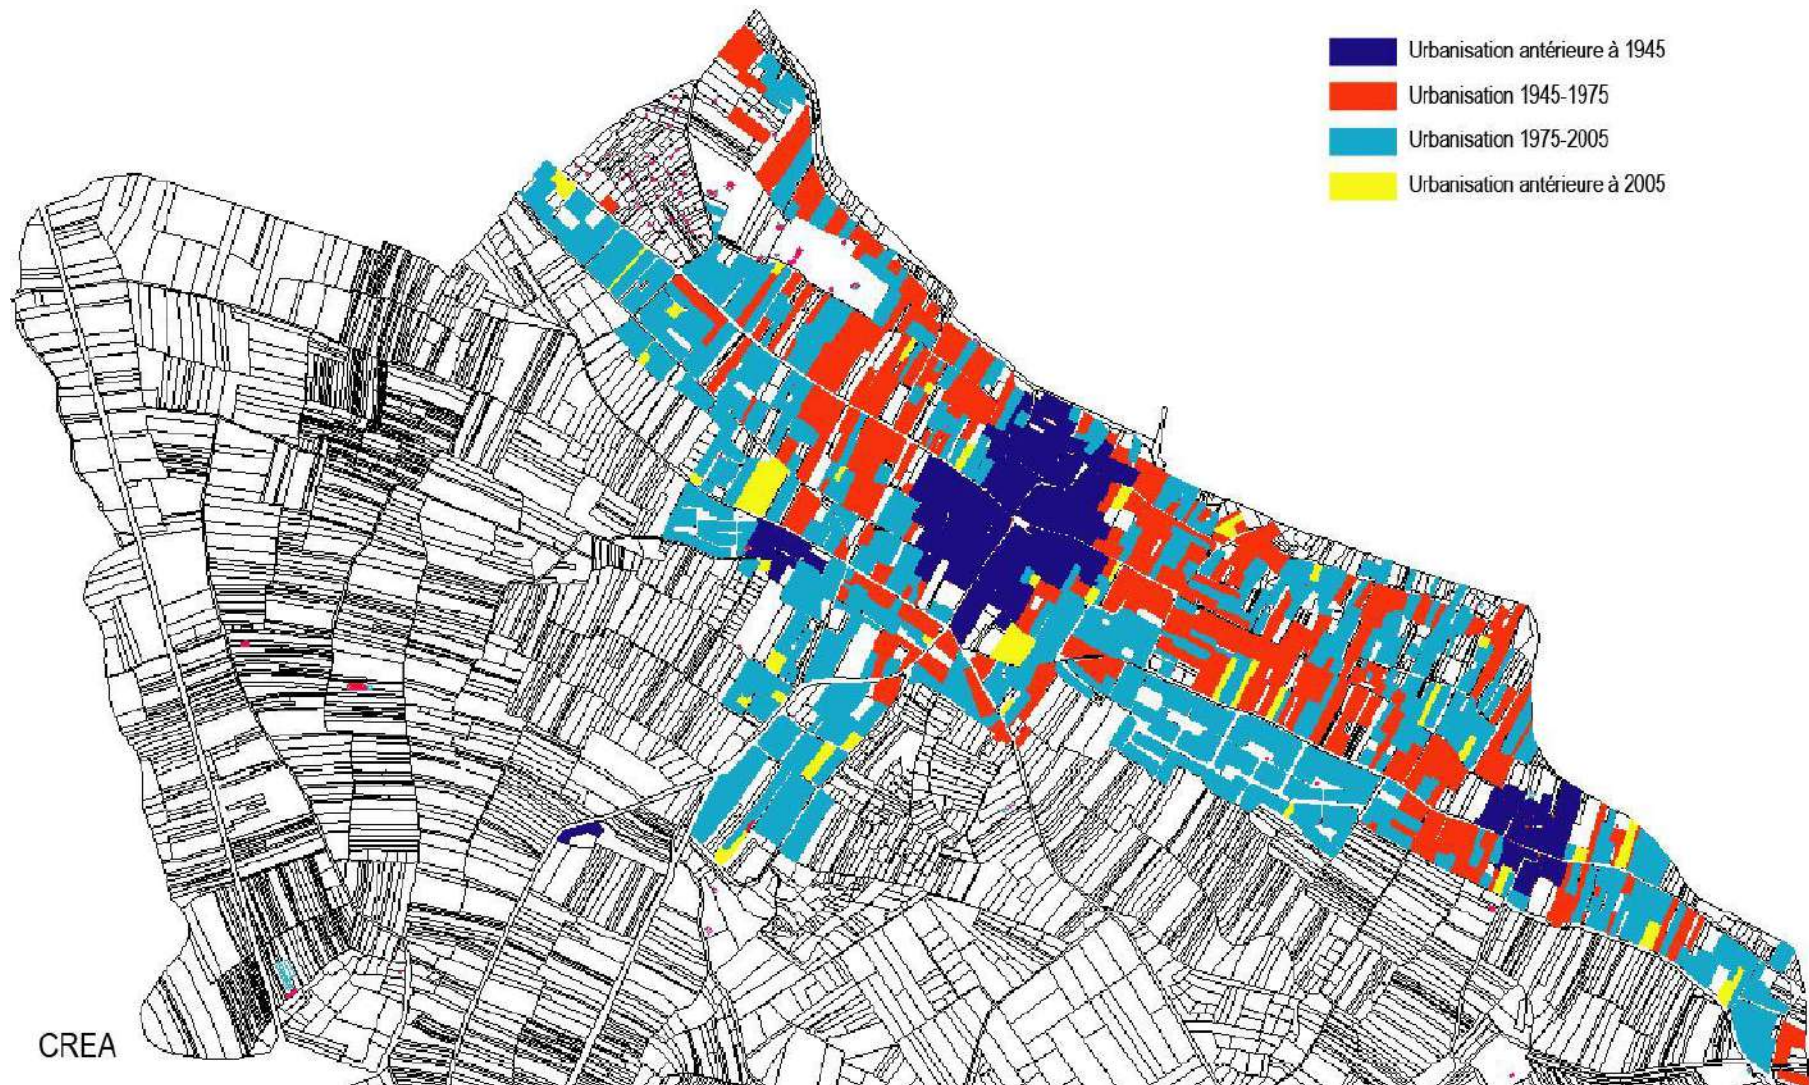 Urbanisation antérieure à 1945
Urbanisation 1945-1975
Urbanisation 1975-2005
Urbanisation antérieure à 2005
CREA